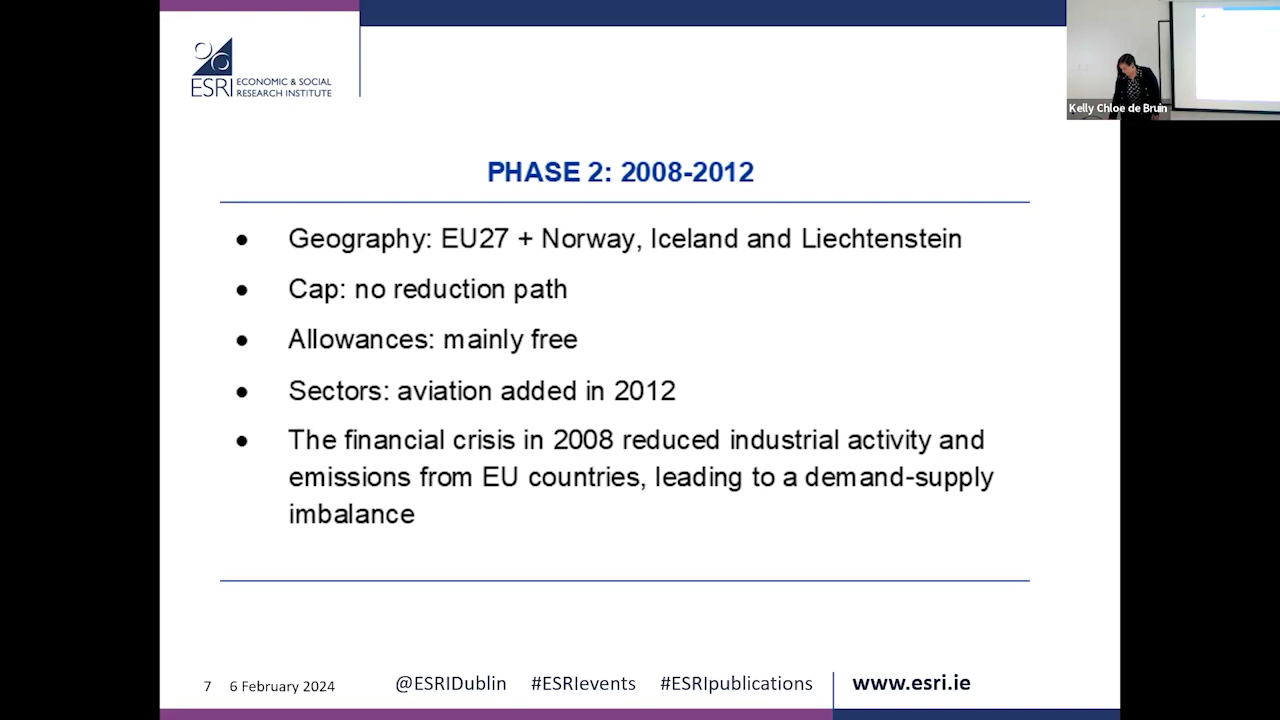 ESRI ECONOMIC & SOCIAL
RESEARCH INSTITUTE
Kelly Chloe de Bruin
PHASE 2: 2008-2012
● Geography: EU27 + Norway, Iceland and Liechtenstein
● Cap: no reduction path
● Allowances: mainly free
● Sectors: aviation added in 2012
● The financial crisis in 2008 reduced industrial activity and
emissions from EU countries, leading to a demand-supply
imbalance
7 6 February 2024 @ESRIDublin #ESRIevents #ESRIpublications www.esri.ie